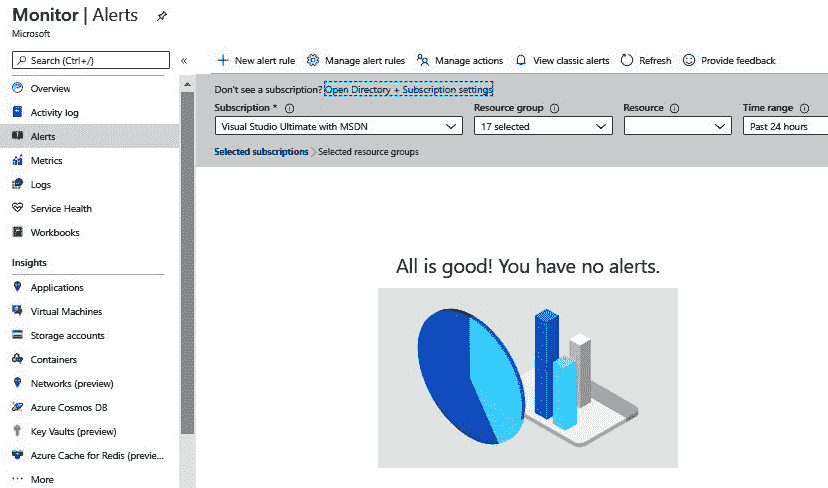 Monitor | Alerts
Microsoft
Search (Ctrl+/)
«
Overview
Activity log
Alerts
Metrics
Logs
Service Health
Workbooks
Insights
Applications
Virtual Machines
Storage accounts
Containers
Networks (preview)
Azure Cosmos DB
Key Vaults (preview)
Azure Cache for Redis (previe...
More
New alert rule Manage alert rules Manage actions View classic alerts Refresh Provide feedback
Don't see a subscription? Open Directory + Subscription settings
Subscription * Resource group Resource Time range
Visual Studio Ultimate with MSDN 17 selected Past 24 hours
Selected subscriptions > Selected resource groups
All is good! You have no alerts.